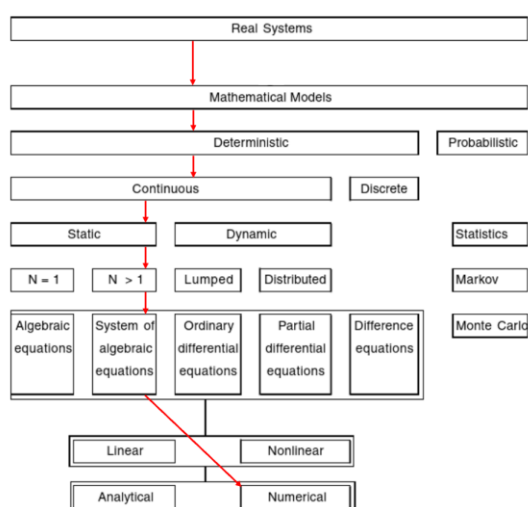 Real Systems
Mathematical Models
Deterministic
Probabilistic
Continuous
Discrete
Static
Dynamic
Statistics
N = 1
N > 1
Lumped
Distributed
Markov
Algebraic
equations
System of
algebraic
equations
Ordinary
differential
equations
Partial
differential
equations
Difference
equations
Monte Carlo
Linear
Nonlinear
Analytical
Numerical